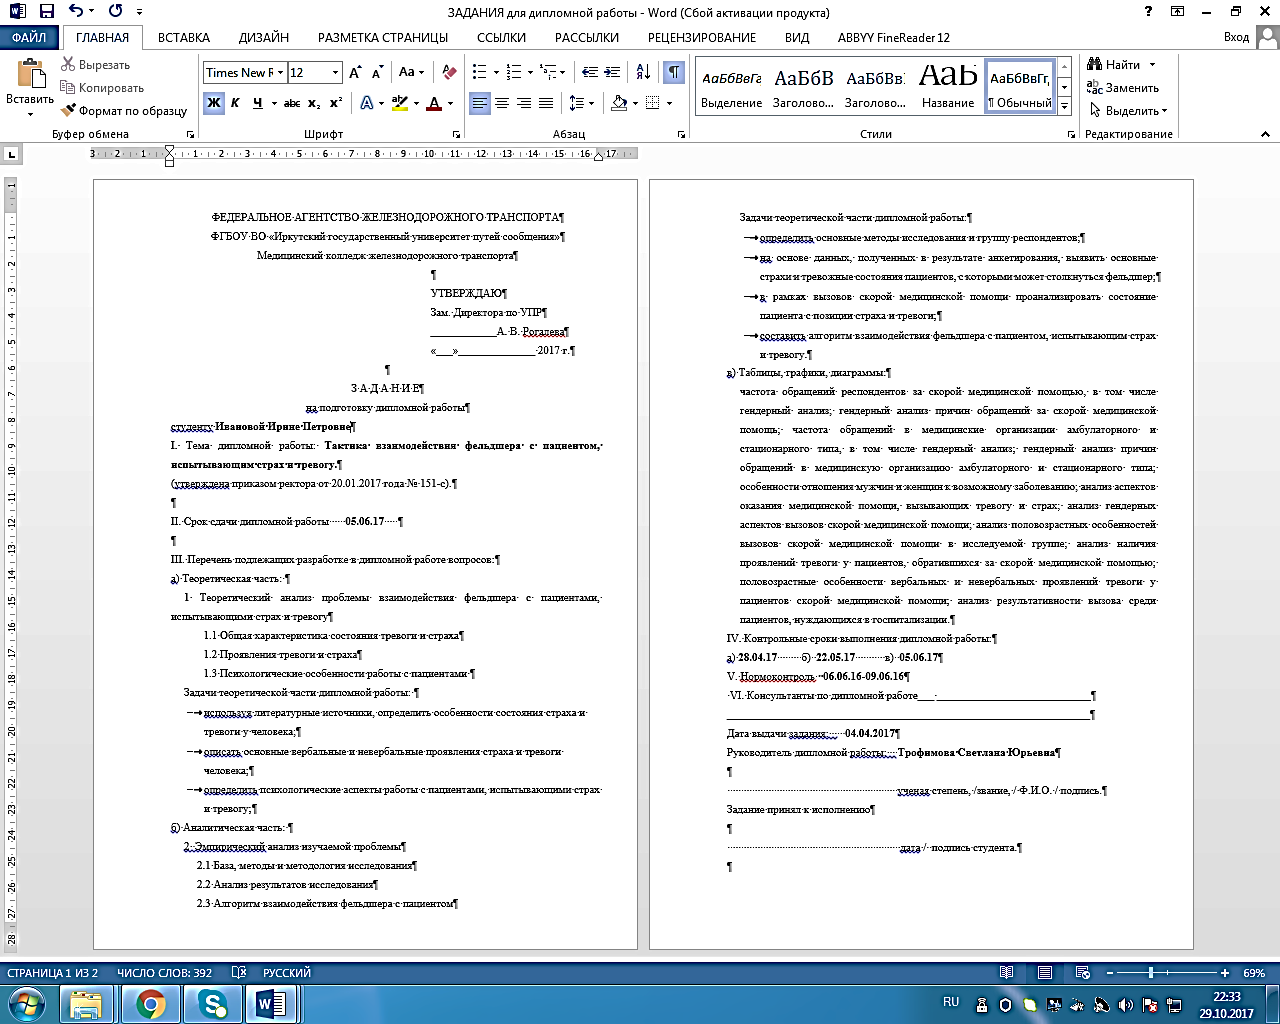 ЗАДАНИЯ для дипломной работы - Word (Сбой активации продукта)
ФАЙЛ ГЛАВНАЯ ВСТАВКА ДИЗАЙН РАЗМЕТКА СТРАНИЦЫ ССЫЛКИ РАССЫЛКИ РЕЦЕНЗИРОВАНИЕ ВИД ABBYY FineReader 12 Вход
Вставить
Вырезать
Копировать
Формат по образцу
Буфер обмена
Times New R 12
Ж К Ч abc x₂ x²
Шрифт
Абзац
АаБбВвГг АаБбВ АаБбВв АаБ АаБбВвГг,
Выделение Заголово... Заголово... Название ¶ Обычный
Стили
Найти
Заменить
Выделить
Редактирование
ФЕДЕРАЛЬНОЕ АГЕНТСТВО ЖЕЛЕЗНОДОРОЖНОГО ТРАНСПОРТА¶
ФГБОУ ВО «Иркутский государственный университет путей сообщения»¶
Медицинский колледж железнодорожного транспорта¶
¶
УТВЕРЖДАЮ¶
Зам. Директора по УПР
____________А. В. Рогалева¶
«___»______________ 2017 г.¶
¶
З А Д А Н И Е¶
на подготовку дипломной работы¶
студенту Ивановой Ирине Петровне¶
I. Тема дипломной работы: Тактика взаимодействия фельдшера с пациентом,
испытывающим страх и тревогу.¶
(утверждена приказом ректора от 20.01.2017 года № 151-с).¶
¶
II. Срок сдачи дипломной работы 05.06.17 ¶
¶
III. Перечень подлежащих разработке в дипломной работе вопросов:¶
а) Теоретическая часть: ¶
1 Теоретический анализ проблемы взаимодействия фельдшера с пациентами,
испытывающими страх и тревогу¶
1.1 Общая характеристика состояния тревоги и страха¶
1.2 Проявления тревоги и страха¶
1.3 Психологические особенности работы с пациентами ¶
Задачи теоретической части дипломной работы: ¶
– используя литературные источники, определить особенности состояния страха и
тревоги у человека;¶
– описать основные вербальные и невербальные проявления страха и тревоги
человека;¶
– определить психологические аспекты работы с пациентами, испытывающими страх
и тревогу;¶
б) Аналитическая часть: ¶
2. Эмпирический анализ изучаемой проблемы¶
2.1 База, методы и методология исследования¶
2.2 Анализ результатов исследования¶
2.3 Алгоритм взаимодействия фельдшера с пациентом¶
Задачи теоретической части дипломной работы:¶
– определить основные методы исследования и группу респондентов;¶
– на основе данных, полученных в результате анкетирования, выявить основные
страхи и тревожные состояния пациентов, с которыми может столкнуться фельдшер;¶
– в рамках вызовов скорой медицинской помощи проанализировать состояние
пациента с позиции страха и тревоги;¶
– составить алгоритм взаимодействия фельдшера с пациентом, испытывающим страх
и тревогу.¶
в) Таблицы, графики, диаграммы:¶
частота обращений респондентов за скорой медицинской помощью, в том числе
гендерный анализ; гендерный анализ причин обращений за скорой медицинской
помощь; частота обращений в медицинские организации амбулаторного и
стационарного типа, в том числе гендерный анализ; гендерный анализ причин
обращений в медицинскую организацию амбулаторного и стационарного типа;
особенности отношения мужчин и женщин к возможному заболеванию; анализ аспектов
оказания медицинской помощи, вызывающих тревогу и страх; анализ гендерных
аспектов вызовов скорой медицинской помощи; анализ половозрастных особенностей
вызовов скорой медицинской помощи в исследуемой группе; анализ наличия
проявлений тревоги у пациентов, обратившихся за скорой медицинской помощью;
половозрастные особенности вербальных и невербальных проявлений тревоги у
пациентов скорой медицинской помощи; анализ результативности вызова среди
пациентов, нуждающихся в госпитализации.¶
IV. Контрольные сроки выполнения дипломной работы:¶
а) 28.04.17 б) 22.05.17 в) 05.06.17¶
V. Нормоконтроль 06.06.16-09.06.16¶
VI. Консультанты по дипломной работе___ ____________________________¶
__________________________________________________________________¶
Дата выдачи задания: 04.04.2017¶
Руководитель дипломной работы: Трофимова Светлана Юрьевна¶
¶
ученая степень, /звание, / Ф.И.О. / подпись.¶
Задание принял к исполнению¶
¶
дата / подпись студента.¶
¶
СТРАНИЦА 1 ИЗ 2 ЧИСЛО СЛОВ: 392 РУССКИЙ 69%
RU 22:33
29.10.2017